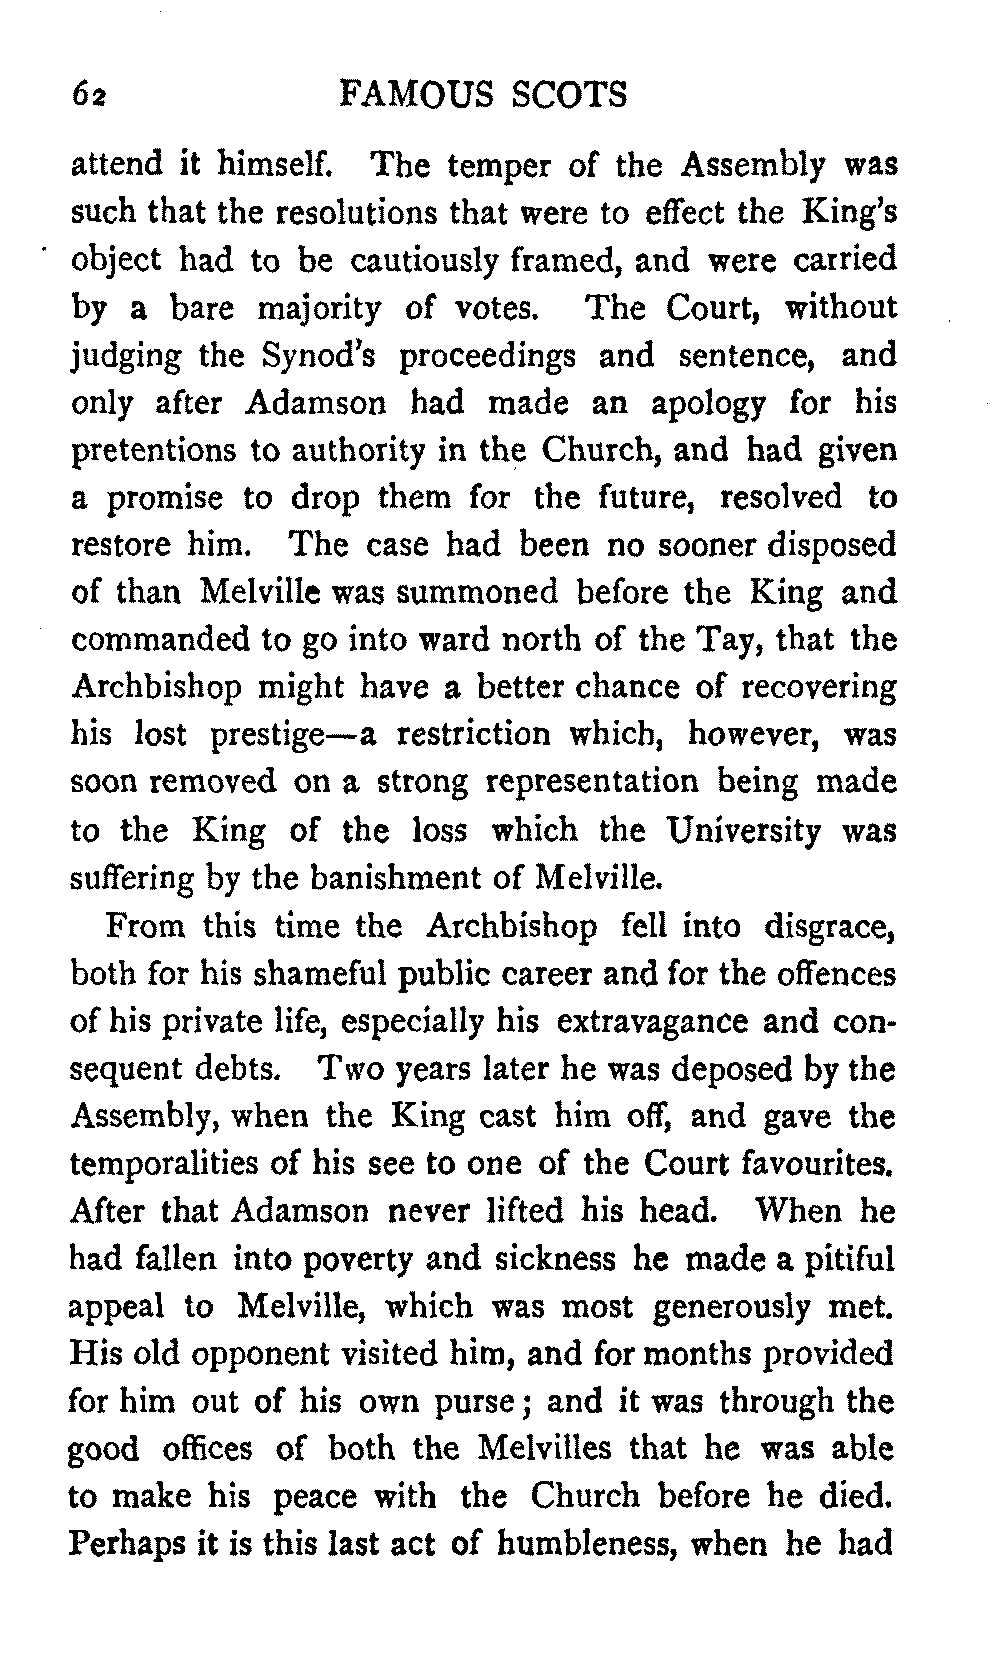 62 FAMOUS SCOTS
attend it himself. The temper of the Assembly was
such that the resolutions that were to effect the King's
object had to be cautiously framed, and were carried
by a bare majority of votes. The Court, without
judging the Synod's proceedings and sentence, and
only after Adamson had made an apology for his
pretentions to authority in the Church, and had given
a promise to drop them for the future, resolved to
restore him. The case had been no sooner disposed
of than Melville was summoned before the King and
commanded to go into ward north of the Tay, that the
Archbishop might have a better chance of recovering
his lost prestige—a restriction which, however, was
soon removed on a strong representation being made
to the King of the loss which the University was
suffering by the banishment of Melville.
From this time the Archbishop fell into disgrace,
both for his shameful public career and for the offences
of his private life, especially his extravagance and con-
sequent debts. Two years later he was deposed by the
Assembly, when the King cast him off, and gave the
temporalities of his see to one of the Court favourites.
After that Adamson never lifted his head. When he
had fallen into poverty and sickness he made a pitiful
appeal to Melville, which was most generously met.
His old opponent visited him, and for months provided
for him out of his own purse; and it was through the
good offices of both the Melvilles that he was able
to make his peace with the Church before he died.
Perhaps it is this last act of humbleness, when he had